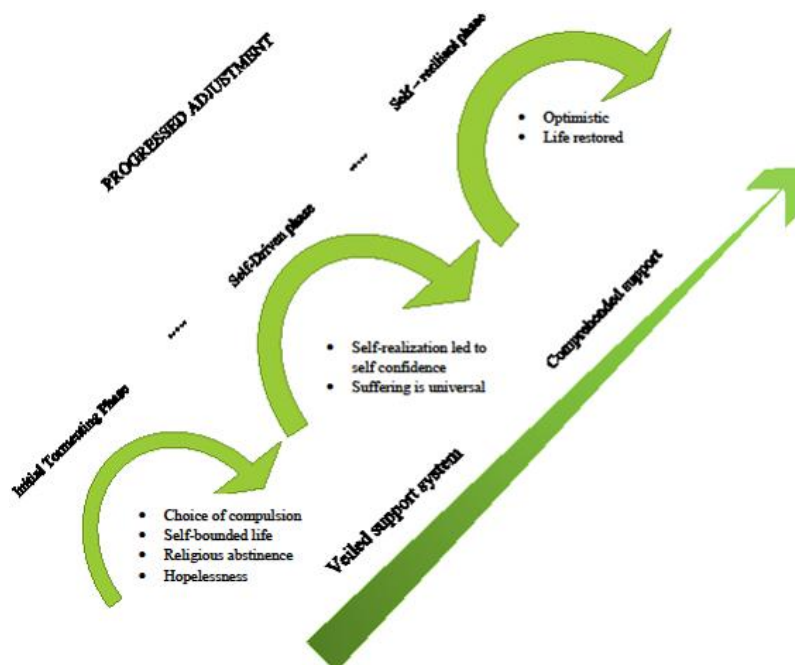 PROGRESSED ADJUSTMENT
Self – reciliant phase
• Optimistic
• Life restored
....
Self-Driven phase
• Self-realization led to
self confidence
• Suffering is universal
....
Initial Tormenting Phase
• Choice of compulsion
• Self-bounded life
• Religious abstinence
• Hopelessness
Comprehended support
Veiled support system